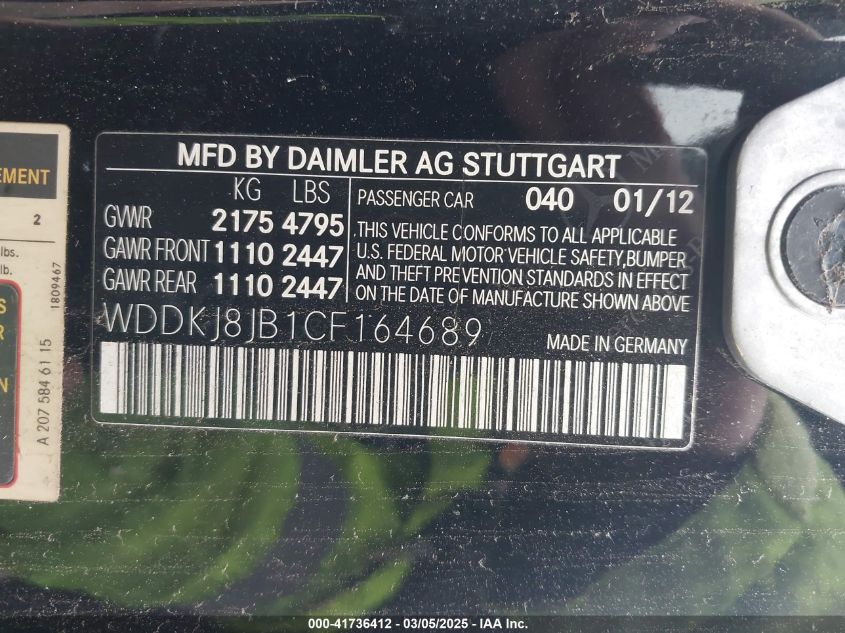 EMENT
2
lbs.
lb.
S
R
N
A 207 584 61 15
1809467
MFD BY DAIMLER AG STUTTGART
KG LBS
GVWR 2175 4795
GAWR FRONT 1110 2447
GAWR REAR 1110 2447
PASSENGER CAR 040 01/12
THIS VEHICLE CONFORMS TO ALL APPLICABLE
U.S. FEDERAL MOTOR VEHICLE SAFETY,BUMPER
AND THEFT PREVENTION STANDARDS IN EFFECT
ON THE DATE OF MANUFACTURE SHOWN ABOVE
WDDKJ8JB1CF164689
MADE IN GERMANY
000-41736412 - 03/05/2025 - IAAI Inc.